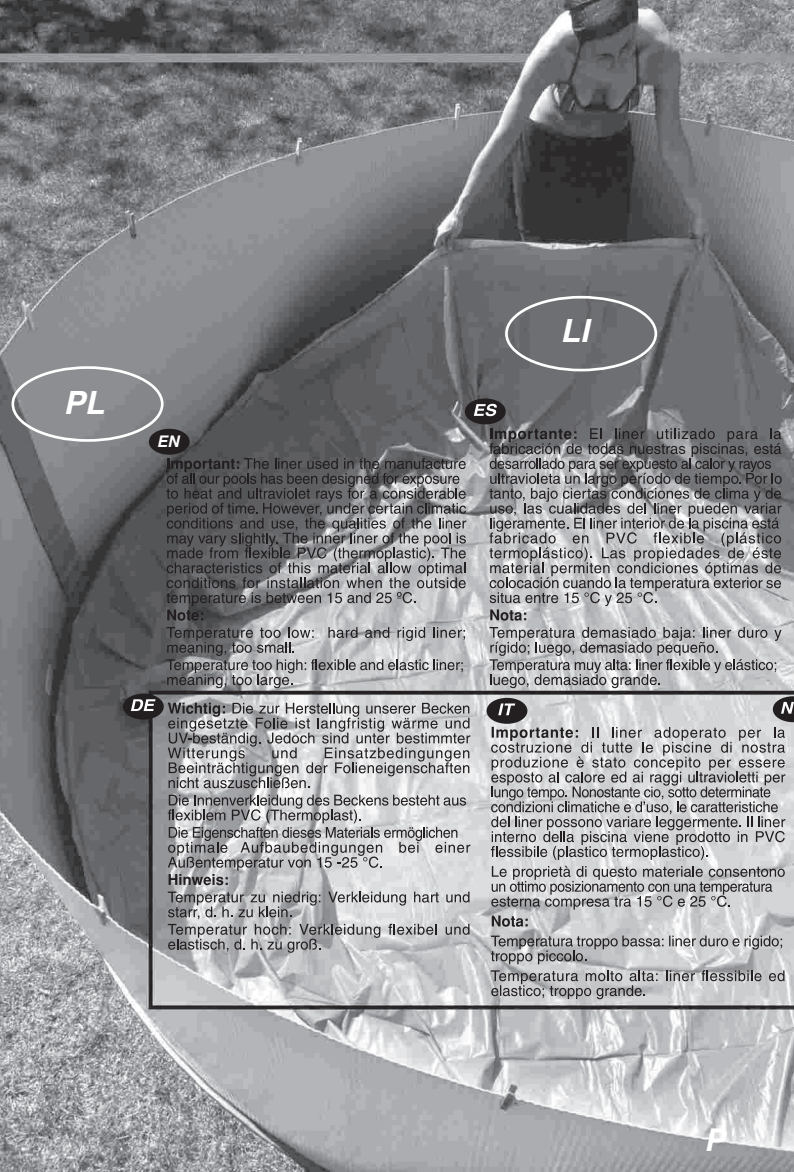 LI
PL
EN
Important: The liner used in the manufacture
of all our pools has been designed for exposure
to heat and ultraviolet rays for a considerable
period of time. However, under certain climatic
conditions and use, the qualities of the liner
may vary slightly. The inner liner of the pool is
made from flexible PVC (thermoplastic). The
characteristics of this material allow optimal
conditions for installation when the outside
temperature is between 15 and 25 ºC.
Note:
Temperature too low: hard and rigid liner;
meaning, too small.
Temperature too high: flexible and elastic liner;
meaning, too large.
ES
Importante: El liner utilizado para la
fabricación de todas nuestras piscinas, está
desarrollado para ser expuesto al calor y rayos
ultravioleta un largo período de tiempo. Por lo
tanto, bajo ciertas condiciones de clima y de
uso, las cualidades del liner pueden variar
ligeramente. El liner interior de la piscina está
fabricado en PVC flexible (plástico
termoplástico). Las propiedades de éste
material permiten condiciones óptimas de
colocación cuando la temperatura exterior se
situa entre 15 °C y 25 °C.
Nota:
Temperatura demasiado baja: liner duro y
rígido; luego, demasiado pequeño.
Temperatura muy alta: liner flexible y elástico;
luego, demasiado grande.
DE
Wichtig: Die zur Herstellung unserer Becken
eingesetzte Folie ist langfristig wärme und
UV-beständig. Jedoch sind unter bestimmter
Witterungs und Einsatzbedingungen
Beeinträchtigungen der Folieneigenschaften
nicht auszuschließen.
Die Innenverkleidung des Beckens besteht aus
flexiblem PVC (Thermoplast).
Die Eigenschaften dieses Materials ermöglichen
optimale Aufbaubedingungen bei einer
Außentemperatur von 15 -25 °C.
Hinweis:
Temperatur zu niedrig: Verkleidung hart und
starr, d. h. zu klein.
Temperatur hoch: Verkleidung flexibel und
elastisch, d. h. zu groß.
IT
Importante: Il liner adoperato per la
costruzione di tutte le piscine di nostra
produzione è stato concepito per essere
esposto al calore ed ai raggi ultravioletti per
lungo tempo. Nonostante cio, sotto determinate
condizioni climatiche e d'uso, le caratteristiche
del liner possono variare leggermente. Il liner
interno della piscina viene prodotto in PVC
flessibile (plastico termoplastico).
Le proprietà di questo materiale consentono
un ottimo posizionamento con una temperatura
esterna compresa tra 15 °C e 25 °C.
Nota:
Temperatura troppo bassa: liner duro e rigido;
troppo piccolo.
Temperatura molto alta: liner flessibile ed
elastico; troppo grande.
N